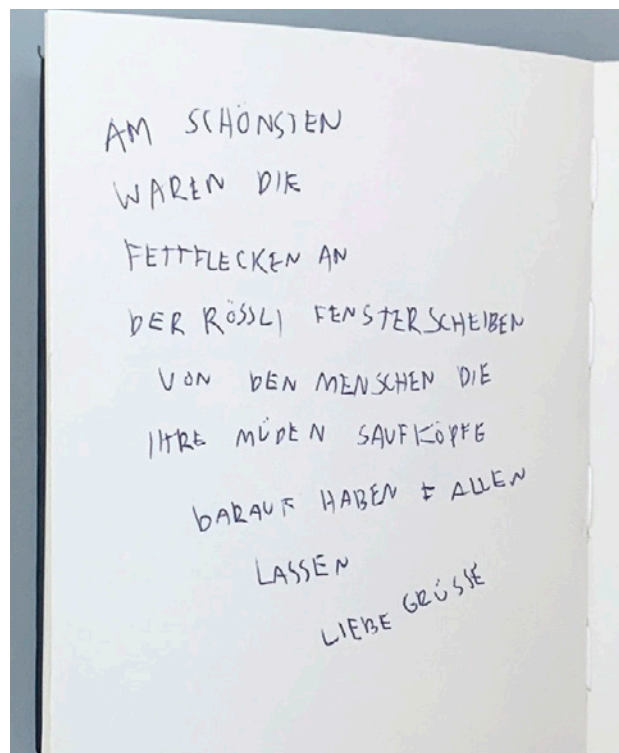 AM SCHÖNSTEN
WAREN DIE
FETTFLECKEN AN
DER RÖSSLI FENSTERSCHEIBEN
VON DEN MENSCHEN DIE
IHRE MÜDEN SAUFKÖPFE
DARAUF HABEN FALLEN
LASSEN
LIEBE GRÜSSE